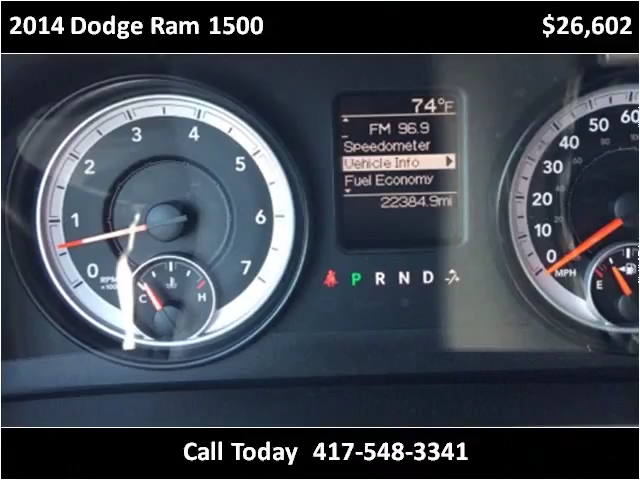 2014 Dodge Ram 1500 $26,602
74°F
FM 96.9
Speedometer
Vehicle Info
Fuel Economy
22384.9mi
0 1 2 3 4 5 6 7
RPM
C H
P R N D
0 10 20 30 40 50 60
MPH
E
Call Today 417-548-3341